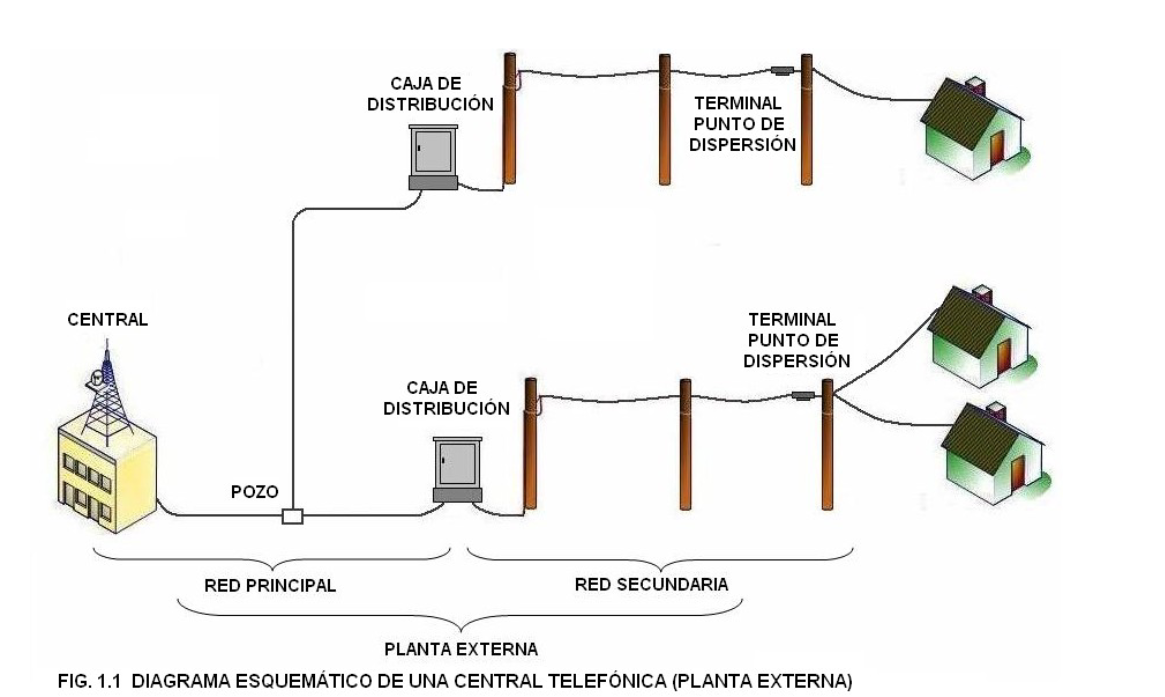 CAJA DE
DISTRIBUCIÓN
TERMINAL
PUNTO DE
DISPERSIÓN
CENTRAL
TERMINAL
PUNTO DE
DISPERSIÓN
CAJA DE
DISTRIBUCIÓN
POZO
RED PRINCIPAL
RED SECUNDARIA
PLANTA EXTERNA
FIG. 1.1 DIAGRAMA ESQUEMÁTICO DE UNA CENTRAL TELEFÓNICA (PLANTA EXTERNA)